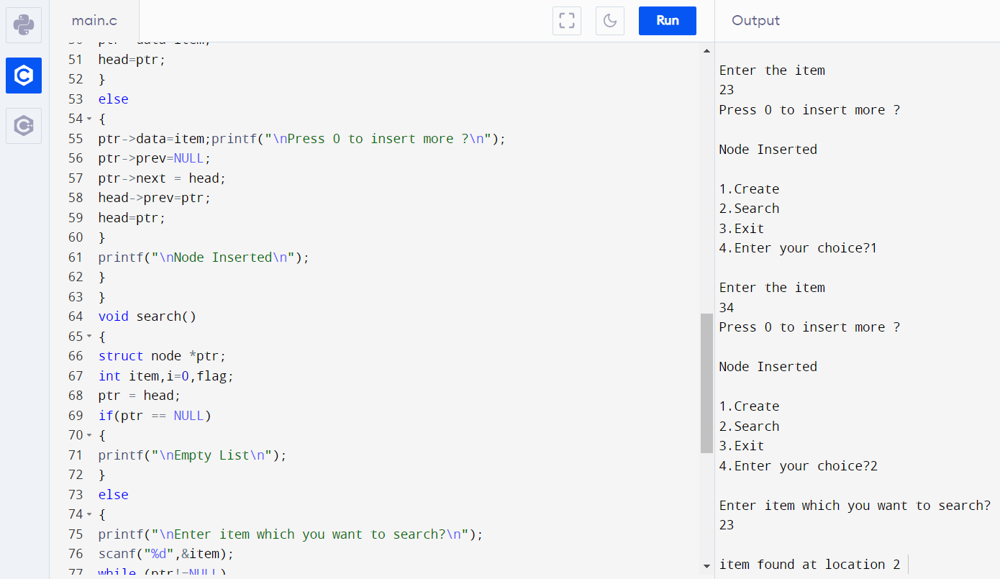 main.c
Run
Output
51 head=ptr;
52 }
53 else
54 {
55 ptr->data=item;printf("\nPress 0 to insert more ?\n");
56 ptr->prev=NULL;
57 ptr->next = head;
58 head->prev=ptr;
59 head=ptr;
60 }
61 printf("\nNode Inserted\n");
62 }
63 }
64 void search()
65 {
66 struct node *ptr;
67 int item,i=0,flag;
68 ptr = head;
69 if(ptr == NULL)
70 {
71 printf("\nEmpty List\n");
72 }
73 else
74 {
75 printf("\nEnter item which you want to search?\n");
76 scanf("%d",&item);
77 while (ptr!=NULL)
Enter the item
23
Press 0 to insert more ?
Node Inserted
1.Create
2.Search
3.Exit
4.Enter your choice?1
Enter the item
34
Press 0 to insert more ?
Node Inserted
1.Create
2.Search
3.Exit
4.Enter your choice?2
Enter item which you want to search?
23
item found at location 2